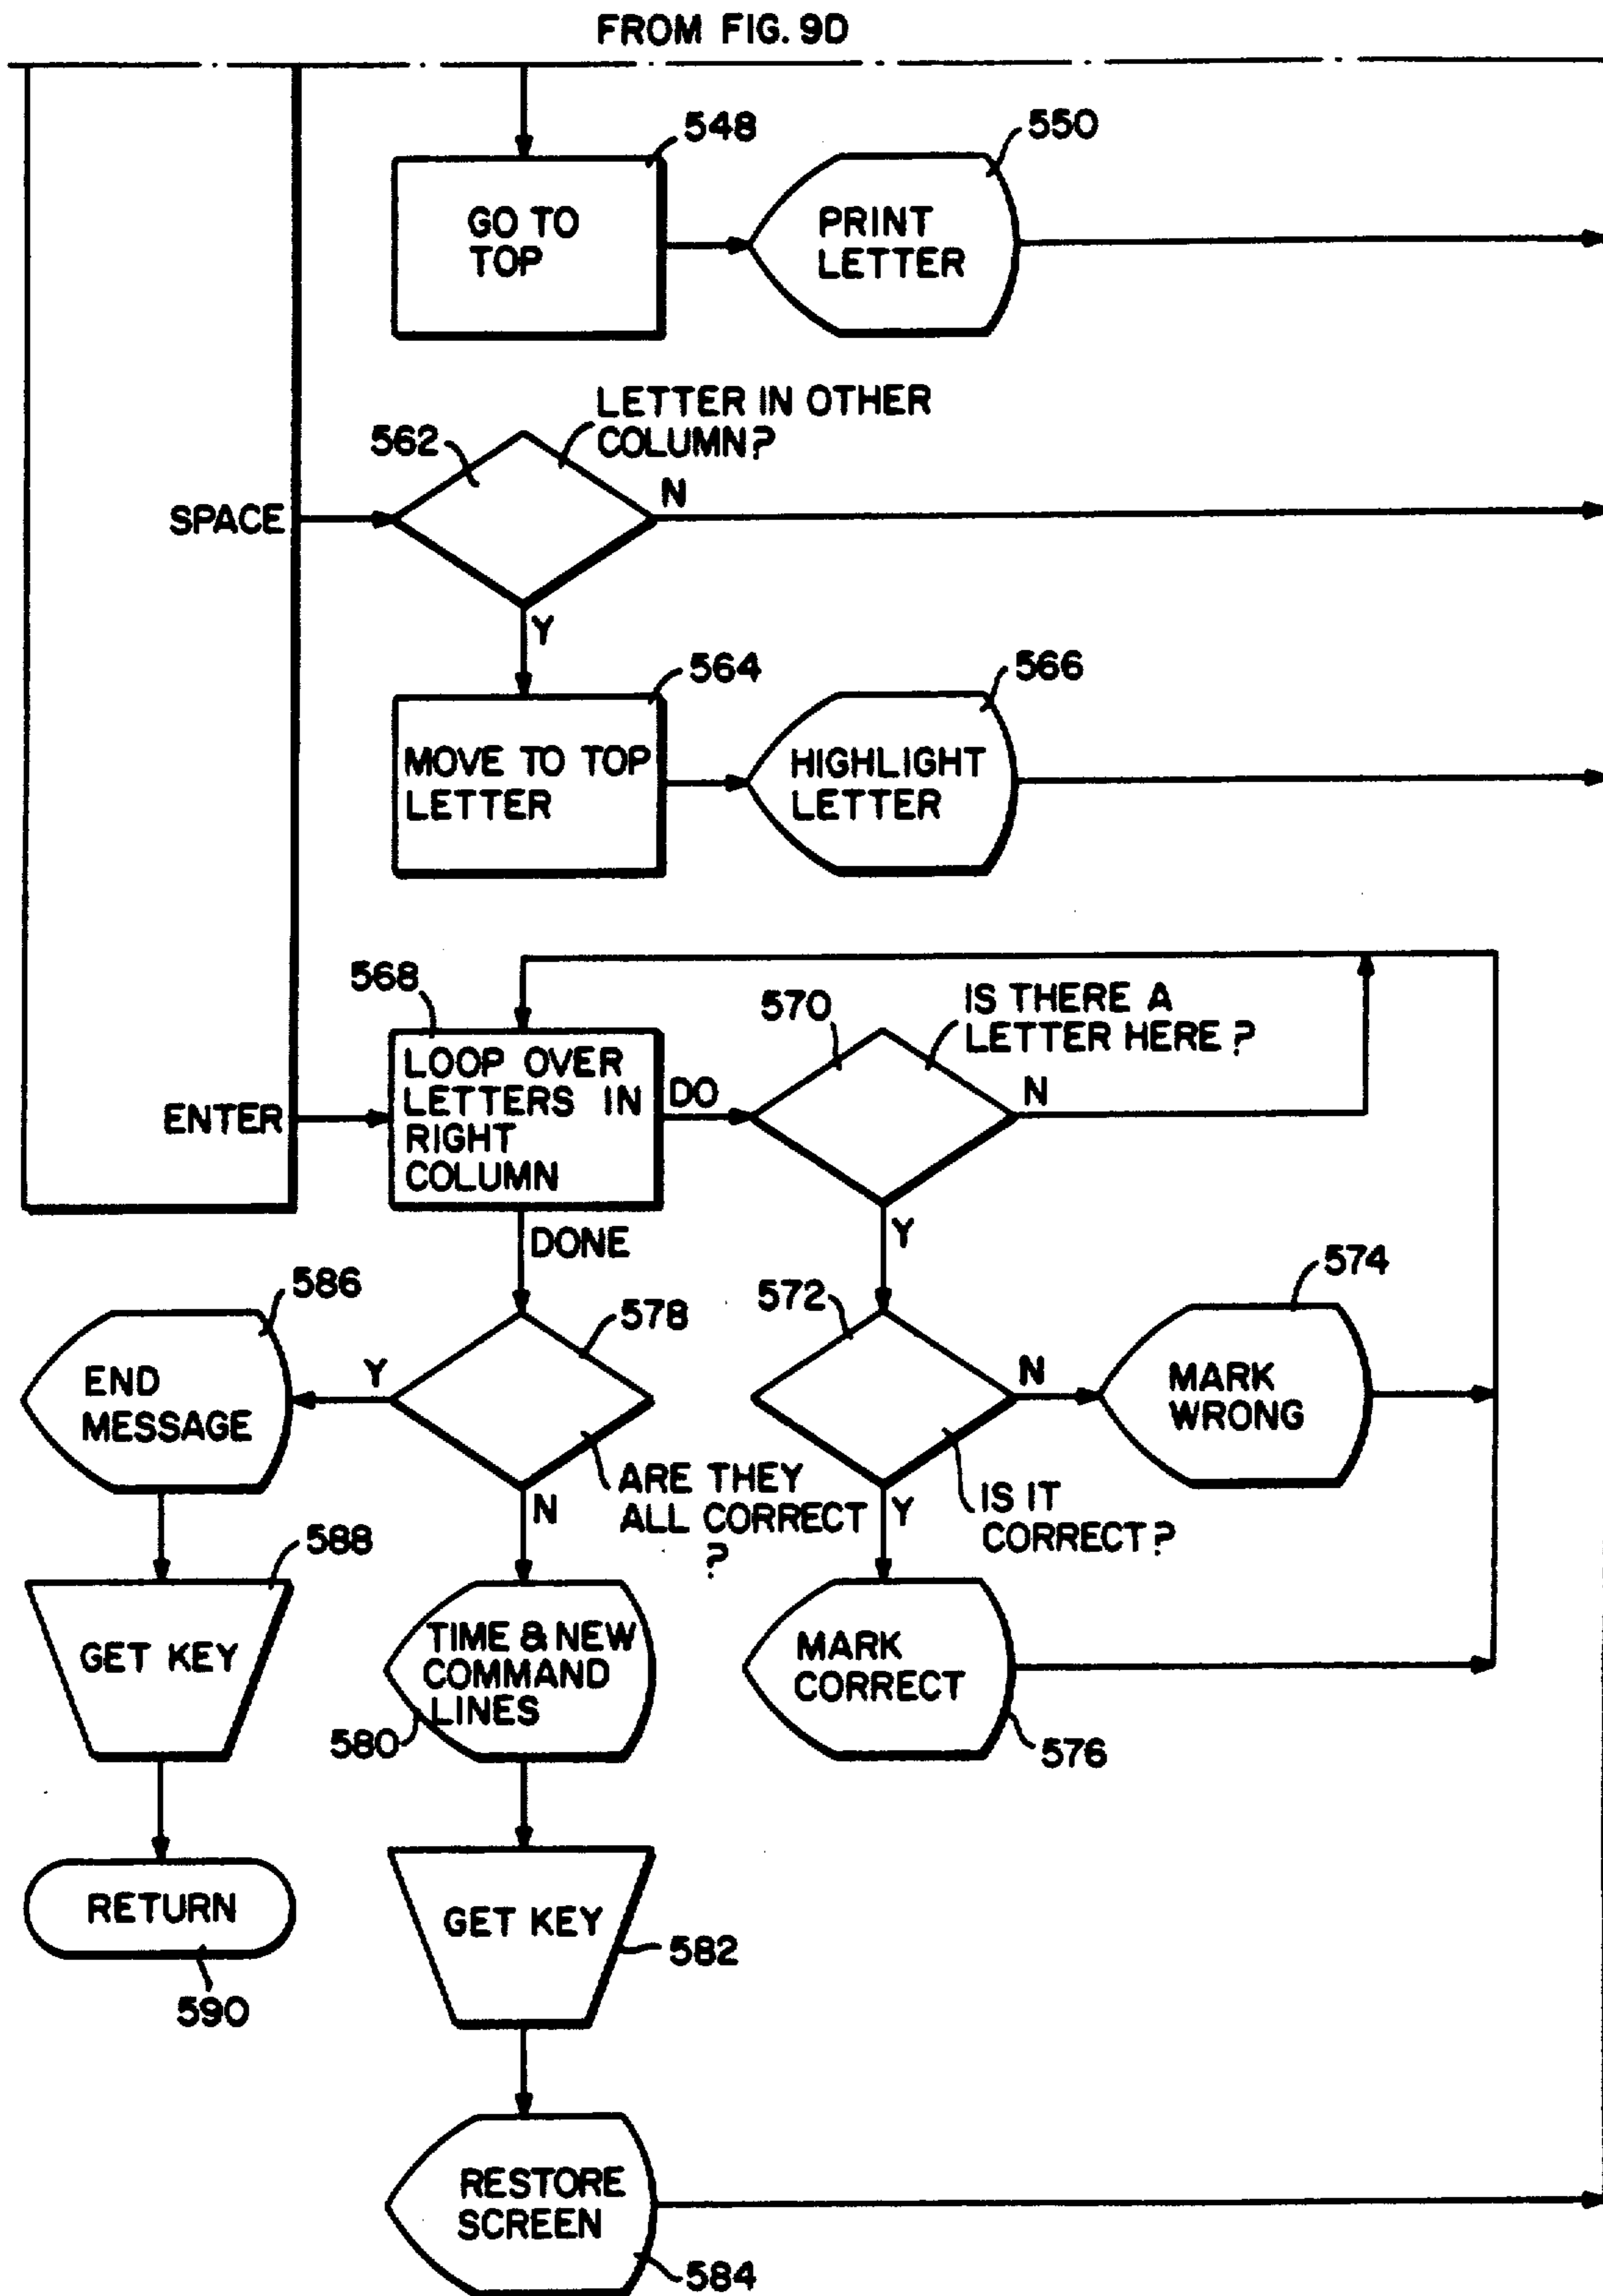 FROM FIG. 9D
548
550
GO TO
TOP
PRINT
LETTER
LETTER IN OTHER
COLUMN?
562
N
SPACE
Y
564
566
MOVE TO TOP
LETTER
HIGHLIGHT
LETTER
568
570
IS THERE A
LETTER HERE?
LOOP OVER
LETTERS IN
RIGHT
COLUMN
DO
N
ENTER
DONE
Y
586
578
572
574
END
MESSAGE
Y
N
MARK
WRONG
ARE THEY
ALL CORRECT
?
N
Y
IS IT
CORRECT?
588
GET KEY
TIME & NEW
COMMAND
LINES
580
MARK
CORRECT
576
RETURN
590
GET KEY
582
RESTORE
SCREEN
584